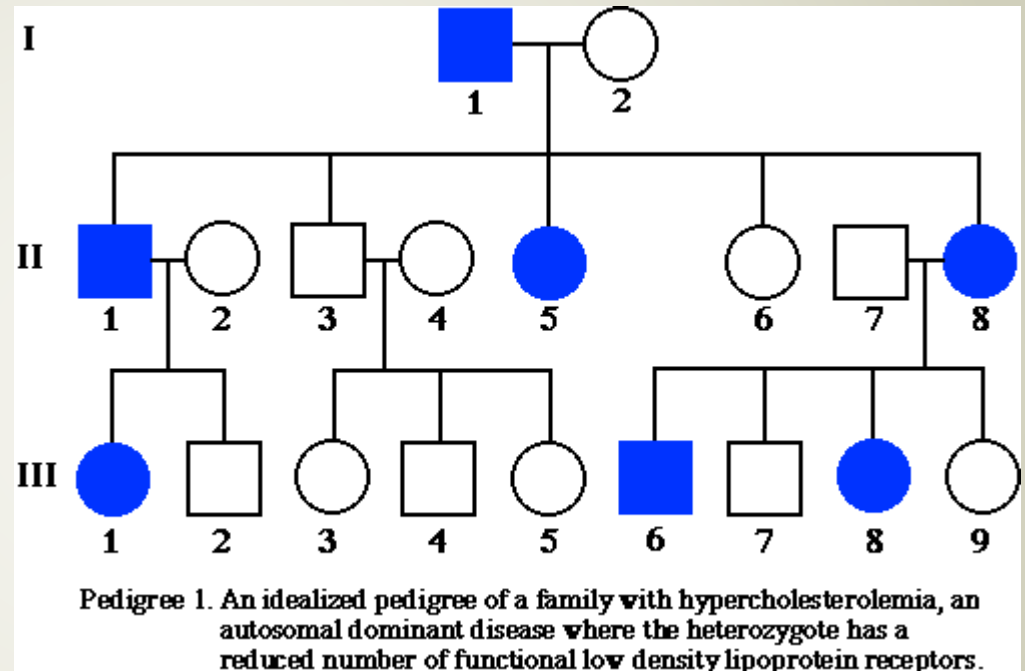 I
1 2
II
1 2 3 4 5 6 7 8
III
1 2 3 4 5 6 7 8 9
Pedigree 1. An idealized pedigree of a family with hypercholesterolemia, an
autosomal dominant disease where the heterozygote has a
reduced number of functional low density lipoprotein receptors.